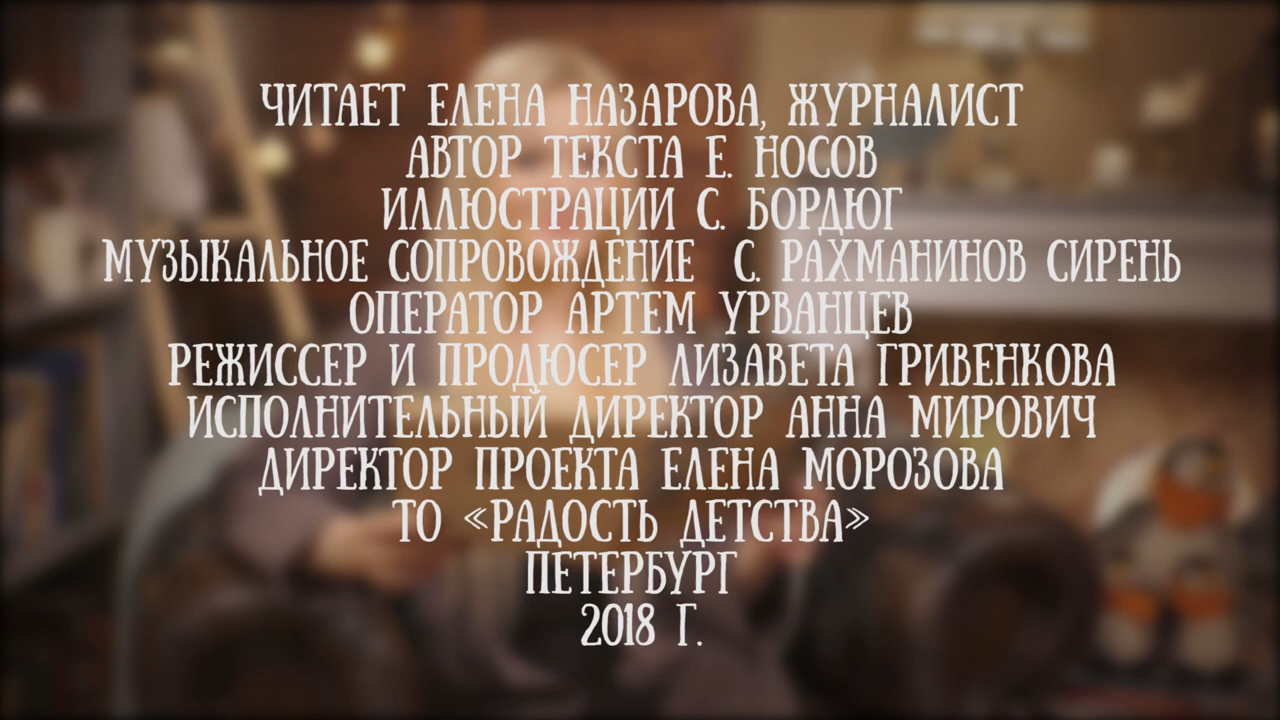 ЧИТАЕТ ЕЛЕНА НАЗАРОВА, ЖУРНАЛИСТ
АВТОР ТЕКСТА Е. НОСОВ
ИЛЛЮСТРАЦИИ С. БОРДЮГ
МУЗЫКАЛЬНОЕ СОПРОВОЖДЕНИЕ С. РАХМАНИНОВ СИРЕНЬ
ОПЕРАТОР АРТЕМ УРВАНЦЕВ
РЕЖИССЕР И ПРОДЮСЕР ЛИЗАВЕТА ГРИВЕНКОВА
ИСПОЛНИТЕЛЬНЫЙ ДИРЕКТОР АННА МИРОВИЧ
ДИРЕКТОР ПРОЕКТА ЕЛЕНА МОРОЗОВА
ТО «РАДОСТЬ ДЕТСТВА»
ПЕТЕРБУРГ
2018 Г.